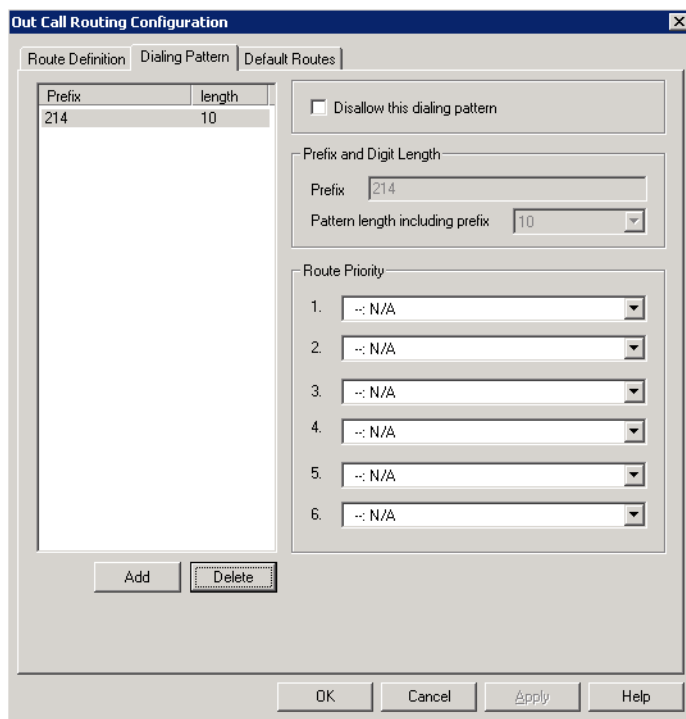 Out Call Routing Configuration
Route Definition Dialing Pattern Default Routes
Prefix length
214 10
Disallow this dialing pattern
Prefix and Digit Length
Prefix 214
Pattern length including prefix 10
Route Priority
1. --: N/A
2. --: N/A
3. --: N/A
4. --: N/A
5. --: N/A
6. --: N/A
Add Delete
OK Cancel Apply Help